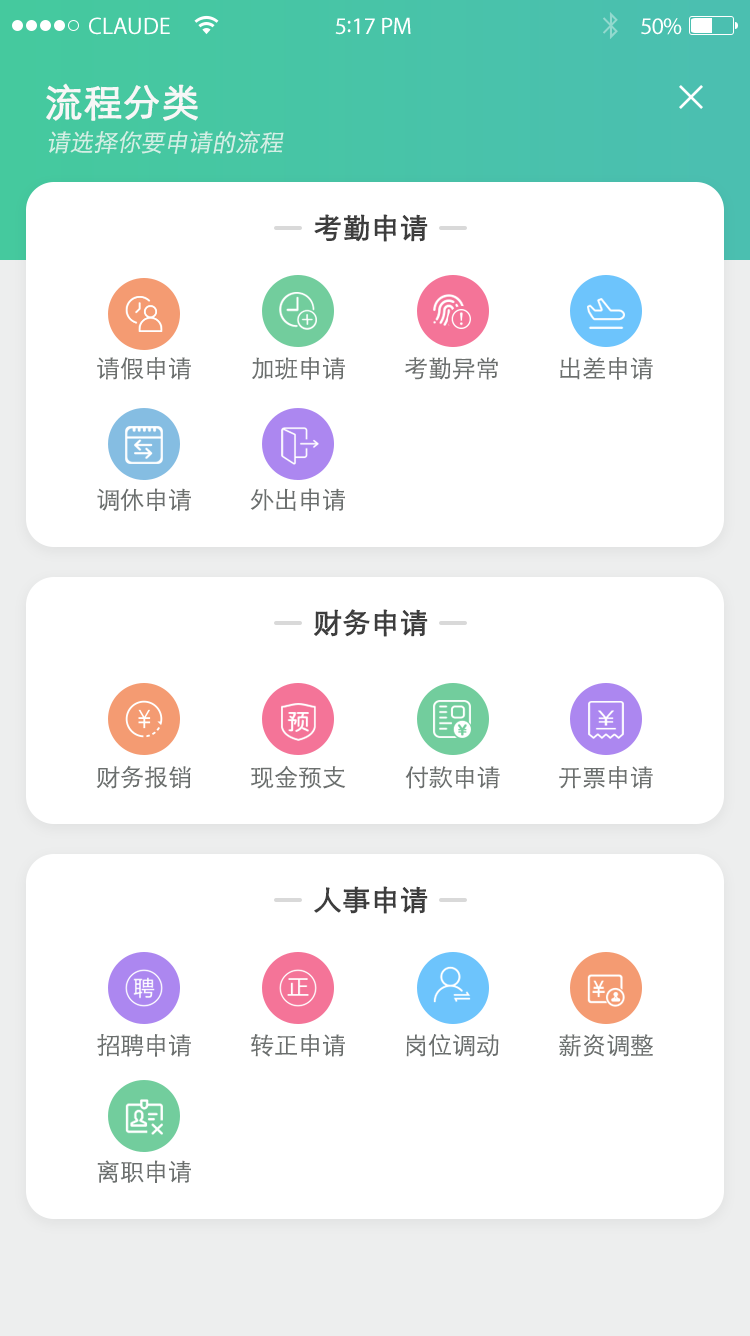 CLAUDE 5:17 PM 50%
流程分类
请选择你要申请的流程
考勤申请
请假申请 加班申请 考勤异常 出差申请
调休申请 外出申请
财务申请
¥ 预 ¥ ¥
财务报销 现金预支 付款申请 开票申请
人事申请
聘 正 ¥
招聘申请 转正申请 岗位调动 薪资调整
离职申请